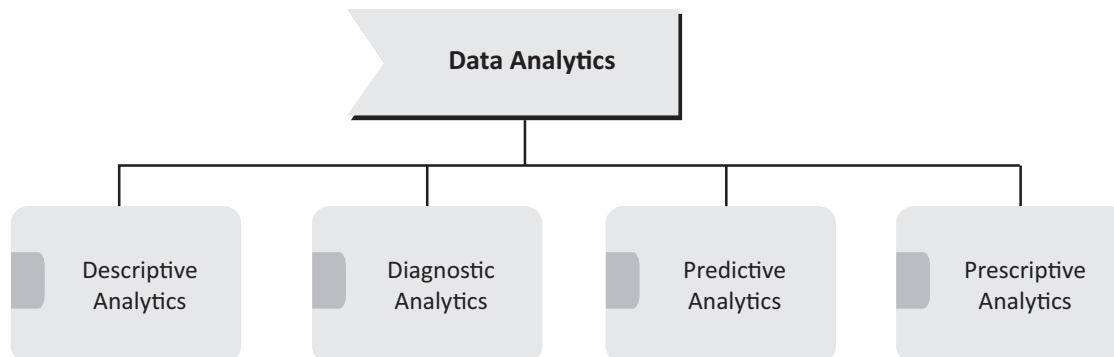 Data Analytics
Descriptive
Analytics
Diagnostic
Analytics
Predictive
Analytics
Prescriptive
Analytics